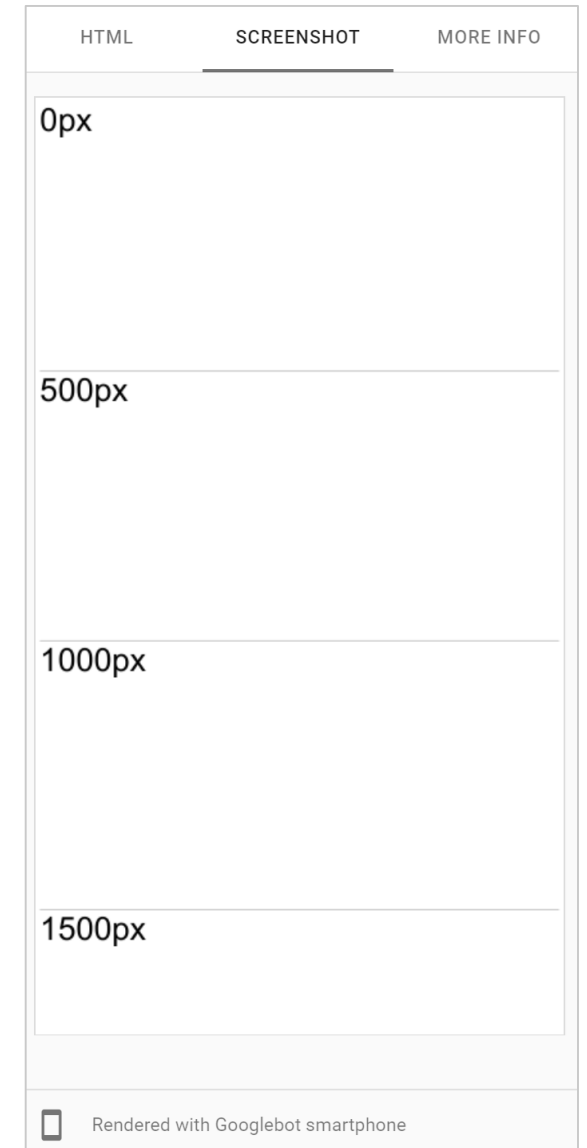 HTML SCREENSHOT MORE INFO
0px
500px
1000px
1500px
Rendered with Googlebot smartphone